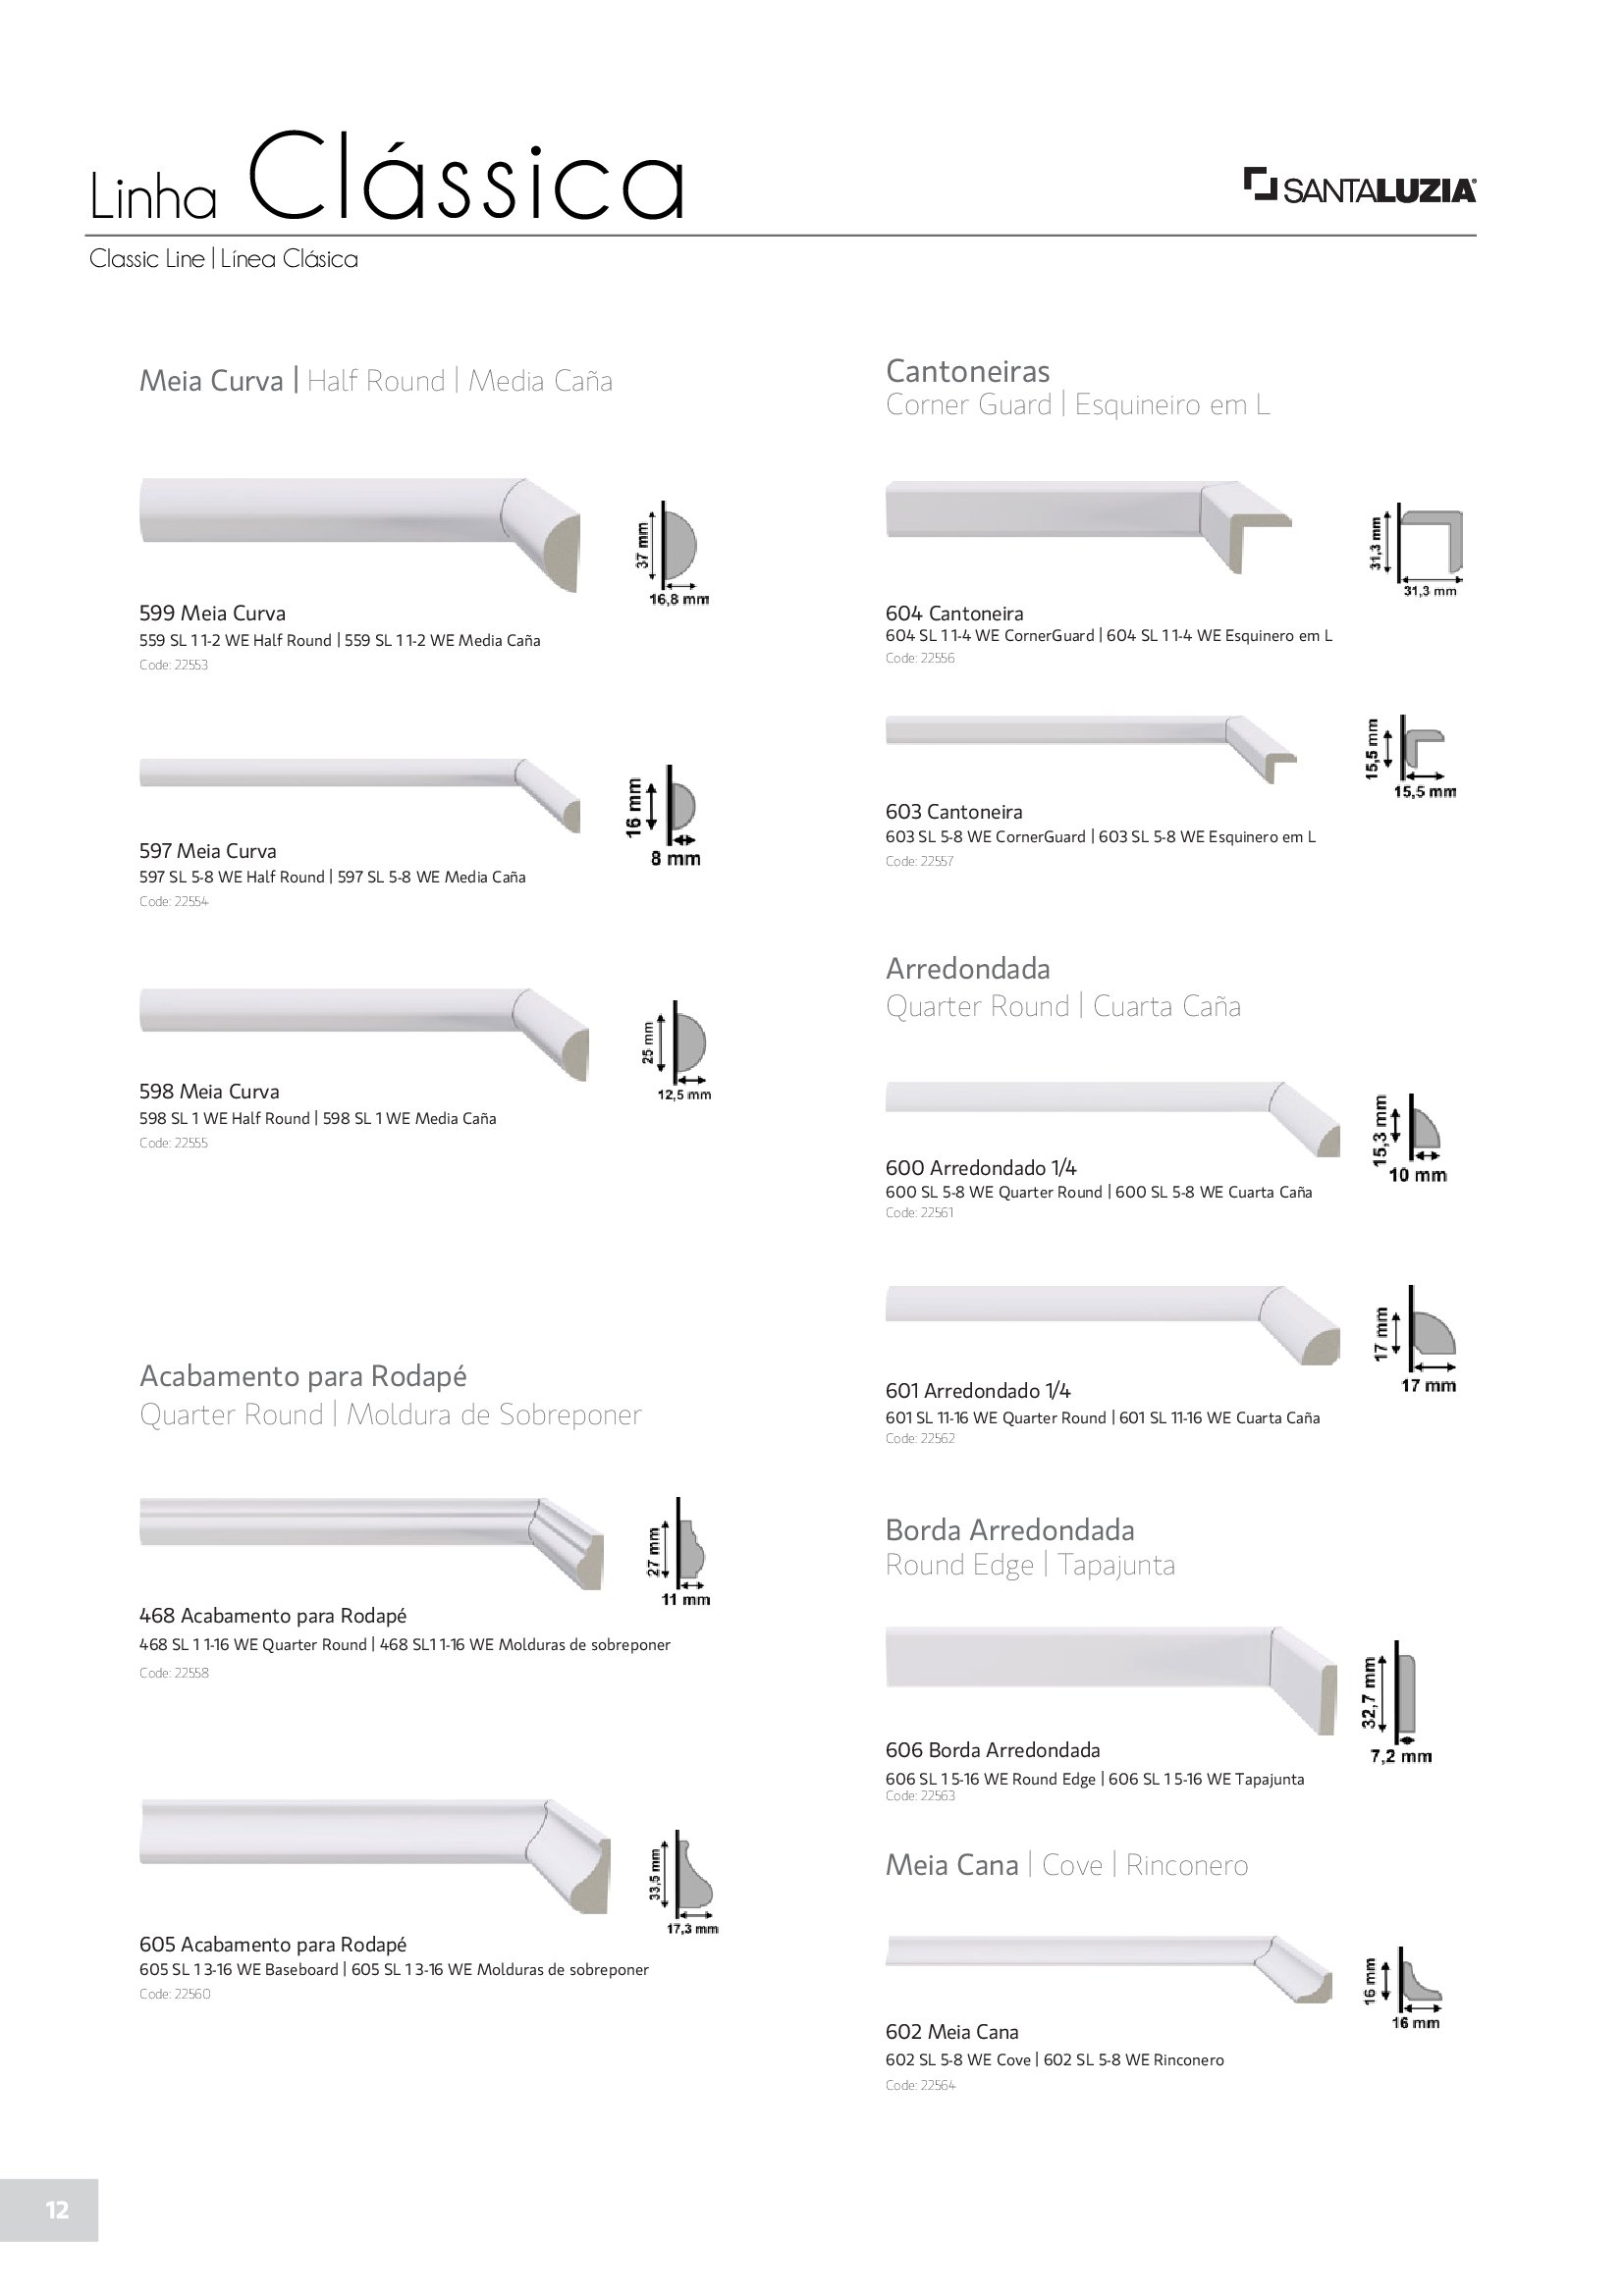 Linha Clássica
SANTALUZIA®
Classic Line | Línea Clásica
Meia Curva | Half Round | Media Caña
37 mm
16,8 mm
599 Meia Curva
559 SL 1 1-2 WE Half Round | 559 SL 1 1-2 WE Media Caña
Code: 22553
16 mm
8 mm
597 Meia Curva
597 SL 5-8 WE Half Round | 597 SL 5-8 WE Media Caña
Code: 22554
25 mm
12,5 mm
598 Meia Curva
598 SL 1 WE Half Round | 598 SL 1 WE Media Caña
Code: 22555
Acabamento para Rodapé
Quarter Round | Moldura de Sobreponer
27 mm
11 mm
468 Acabamento para Rodapé
468 SL 1 1-16 WE Quarter Round | 468 SL1 1-16 WE Molduras de sobreponer
Code: 22558
33,5 mm
17,3 mm
605 Acabamento para Rodapé
605 SL 1 3-16 WE Baseboard | 605 SL 1 3-16 WE Molduras de sobreponer
Code: 22560
Cantoneiras
Corner Guard | Esquineiro em L
31,3 mm
31,3 mm
604 Cantoneira
604 SL 1 1-4 WE CornerGuard | 604 SL 1 1-4 WE Esquinero em L
Code: 22556
15,5 mm
15,5 mm
603 Cantoneira
603 SL 5-8 WE CornerGuard | 603 SL 5-8 WE Esquinero em L
Code: 22557
Arredondada
Quarter Round | Cuarta Caña
15,3 mm
10 mm
600 Arredondado 1/4
600 SL 5-8 WE Quarter Round | 600 SL 5-8 WE Cuarta Caña
Code: 22561
17 mm
17 mm
601 Arredondado 1/4
601 SL 11-16 WE Quarter Round | 601 SL 11-16 WE Cuarta Caña
Code: 22562
Borda Arredondada
Round Edge | Tapajunta
32,7 mm
7,2 mm
606 Borda Arredondada
606 SL 1 5-16 WE Round Edge | 606 SL 1 5-16 WE Tapajunta
Code: 22563
Meia Cana | Cove | Rinconero
16 mm
16 mm
602 Meia Cana
602 SL 5-8 WE Cove | 602 SL 5-8 WE Rinconero
Code: 22564
12